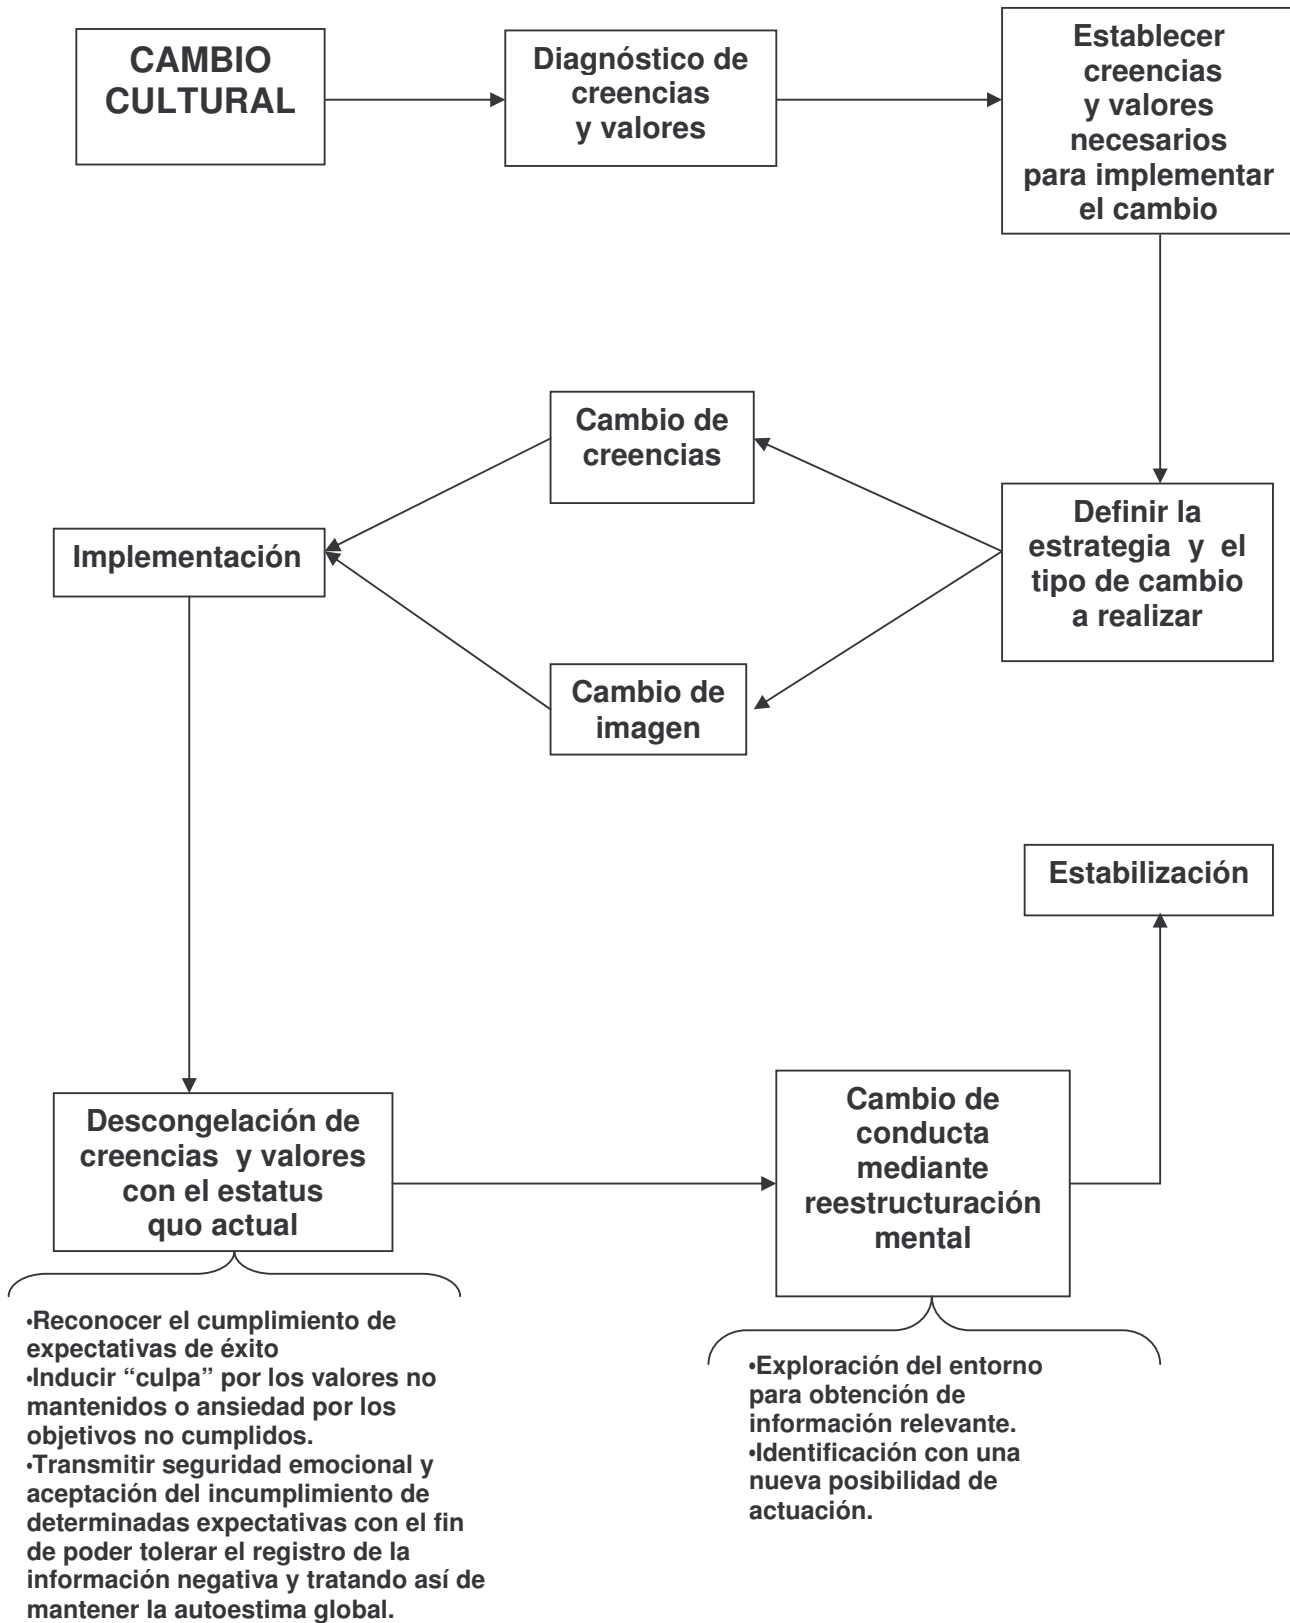 CAMBIO
CULTURAL
Diagnóstico de
creencias
y valores
Establecer
creencias
y valores
necesarios
para implementar
el cambio
Cambio de
creencias
Definir la
estrategia y el
tipo de cambio
a realizar
Implementación
Cambio de
imagen
Estabilización
Descongelación de
creencias y valores
con el estatus
quo actual
Cambio de
conducta
mediante
reestructuración
mental
•Reconocer el cumplimiento de
expectativas de éxito
•Inducir “culpa” por los valores no
mantenidos o ansiedad por los
objetivos no cumplidos.
•Transmitir seguridad emocional y
aceptación del incumplimiento de
determinadas expectativas con el fin
de poder tolerar el registro de la
información negativa y tratando así de
mantener la autoestima global.
•Exploración del entorno
para obtención de
información relevante.
•Identificación con una
nueva posibilidad de
actuación.